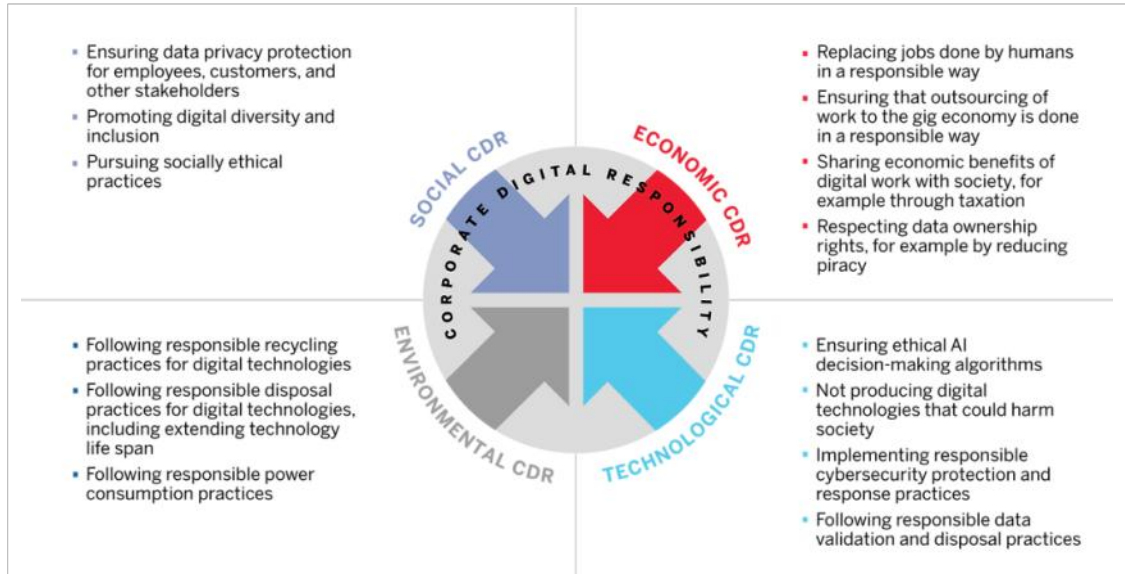 Ensuring data privacy protection
for employees, customers, and
other stakeholders
Promoting digital diversity and
inclusion
Pursuing socially ethical
practices
Replacing jobs done by humans
in a responsible way
Ensuring that outsourcing of
work to the gig economy is done
in a responsible way
Sharing economic benefits of
digital work with society, for
example through taxation
Respecting data ownership
rights, for example by reducing
piracy
SOCIAL CDR
ECONOMIC CDR
CORPORATE DIGITAL RESPONSIBILITY
ENVIRONMENTAL CDR
TECHNOLOGICAL CDR
Following responsible recycling
practices for digital technologies
Following responsible disposal
practices for digital technologies,
including extending technology
life span
Following responsible power
consumption practices
Ensuring ethical AI
decision-making algorithms
Not producing digital
technologies that could harm
society
Implementing responsible
cybersecurity protection and
response practices
Following responsible data
validation and disposal practices